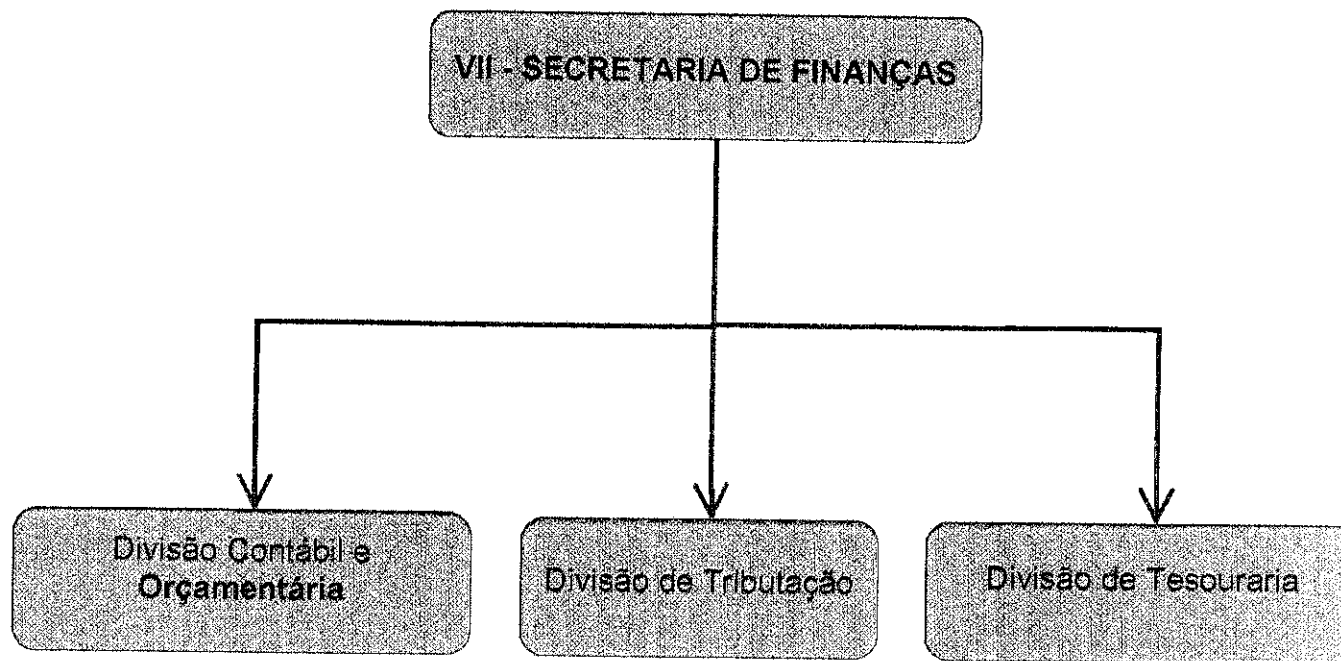 VII - SECRETARIA DE FINANÇAS
Divisão Contábil e
Orçamentária
Divisão de Tributação
Divisão de Tesouraria